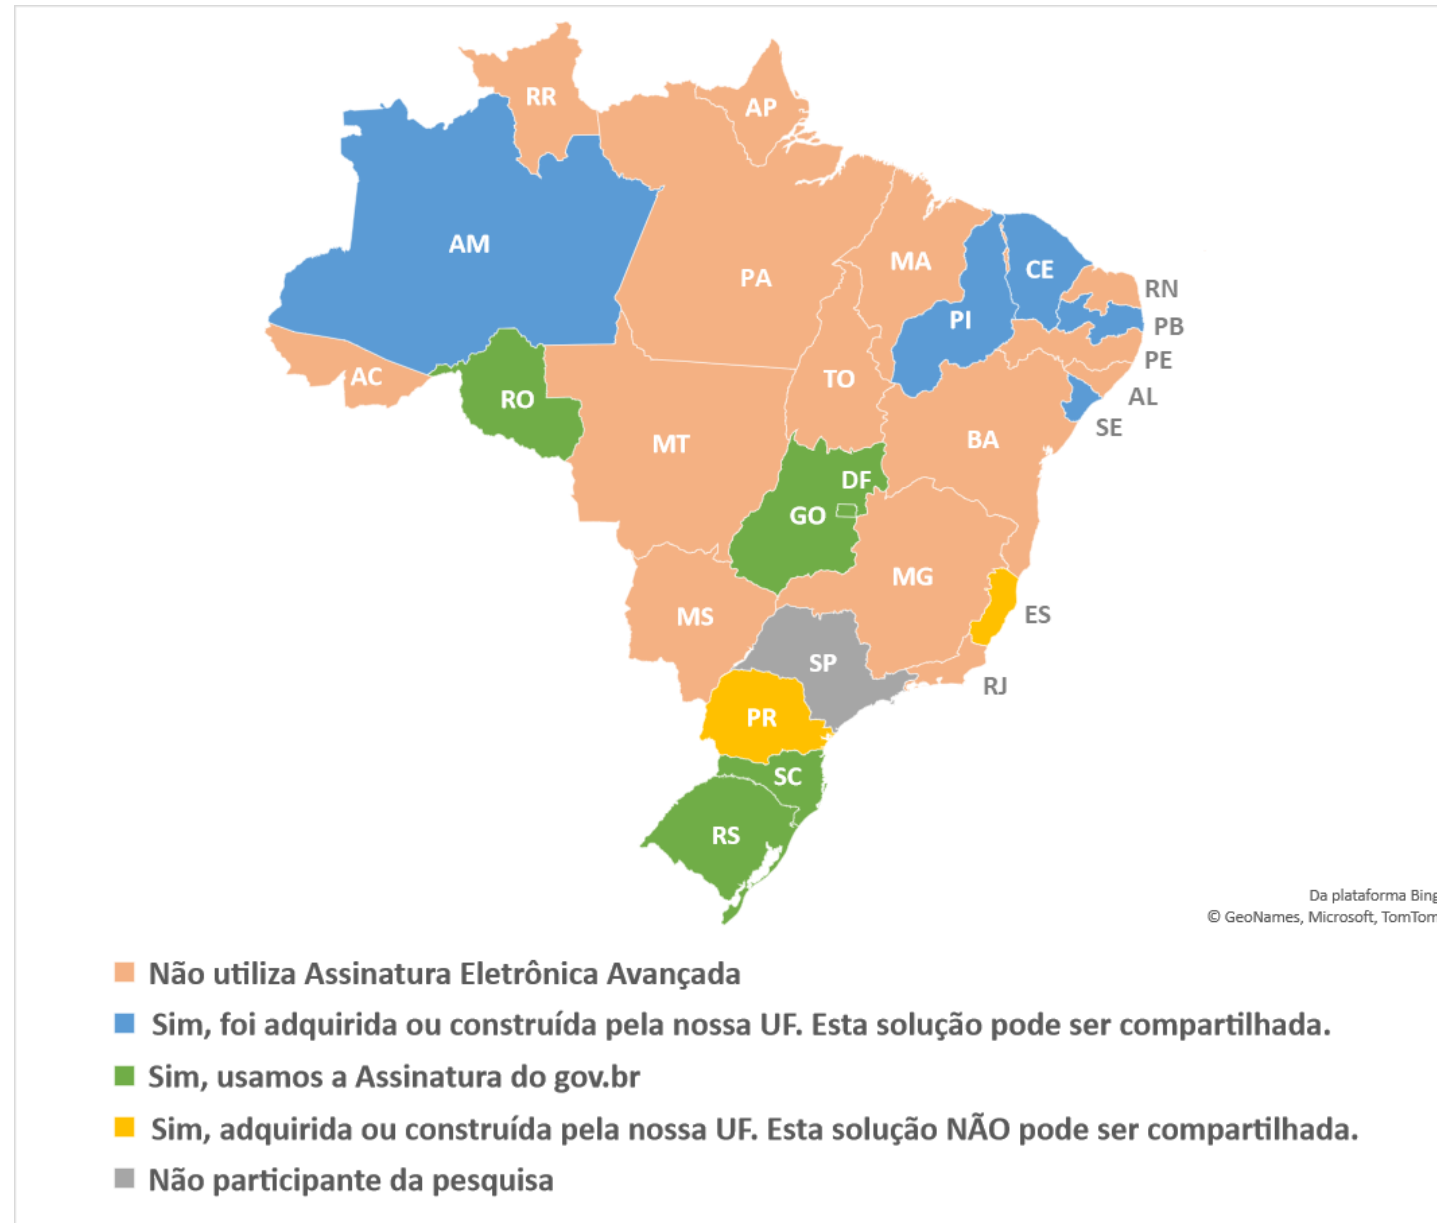 RR
AP
AM
PA
MA
CE
RN
PI
PB
PE
AC
TO
AL
RO
SE
MT
BA
DF
GO
MG
MS
ES
SP
RJ
PR
SC
RS
Da plataforma Bing
© GeoNames, Microsoft, TomTom
Não utiliza Assinatura Eletrônica Avançada
Sim, foi adquirida ou construída pela nossa UF. Esta solução pode ser compartilhada.
Sim, usamos a Assinatura do gov.br
Sim, adquirida ou construída pela nossa UF. Esta solução NÃO pode ser compartilhada.
Não participante da pesquisa